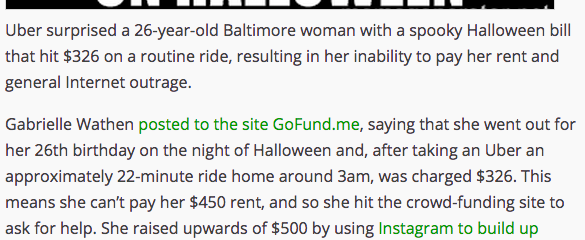 ON HALLOWEEN
Uber surprised a 26-year-old Baltimore woman with a spooky Halloween bill
that hit $326 on a routine ride, resulting in her inability to pay her rent and
general Internet outrage.
Gabrielle Wathen posted to the site GoFund.me, saying that she went out for
her 26th birthday on the night of Halloween and, after taking an Uber an
approximately 22-minute ride home around 3am, was charged $326. This
means she can’t pay her $450 rent, and so she hit the crowd-funding site to
ask for help. She raised upwards of $500 by using Instagram to build up